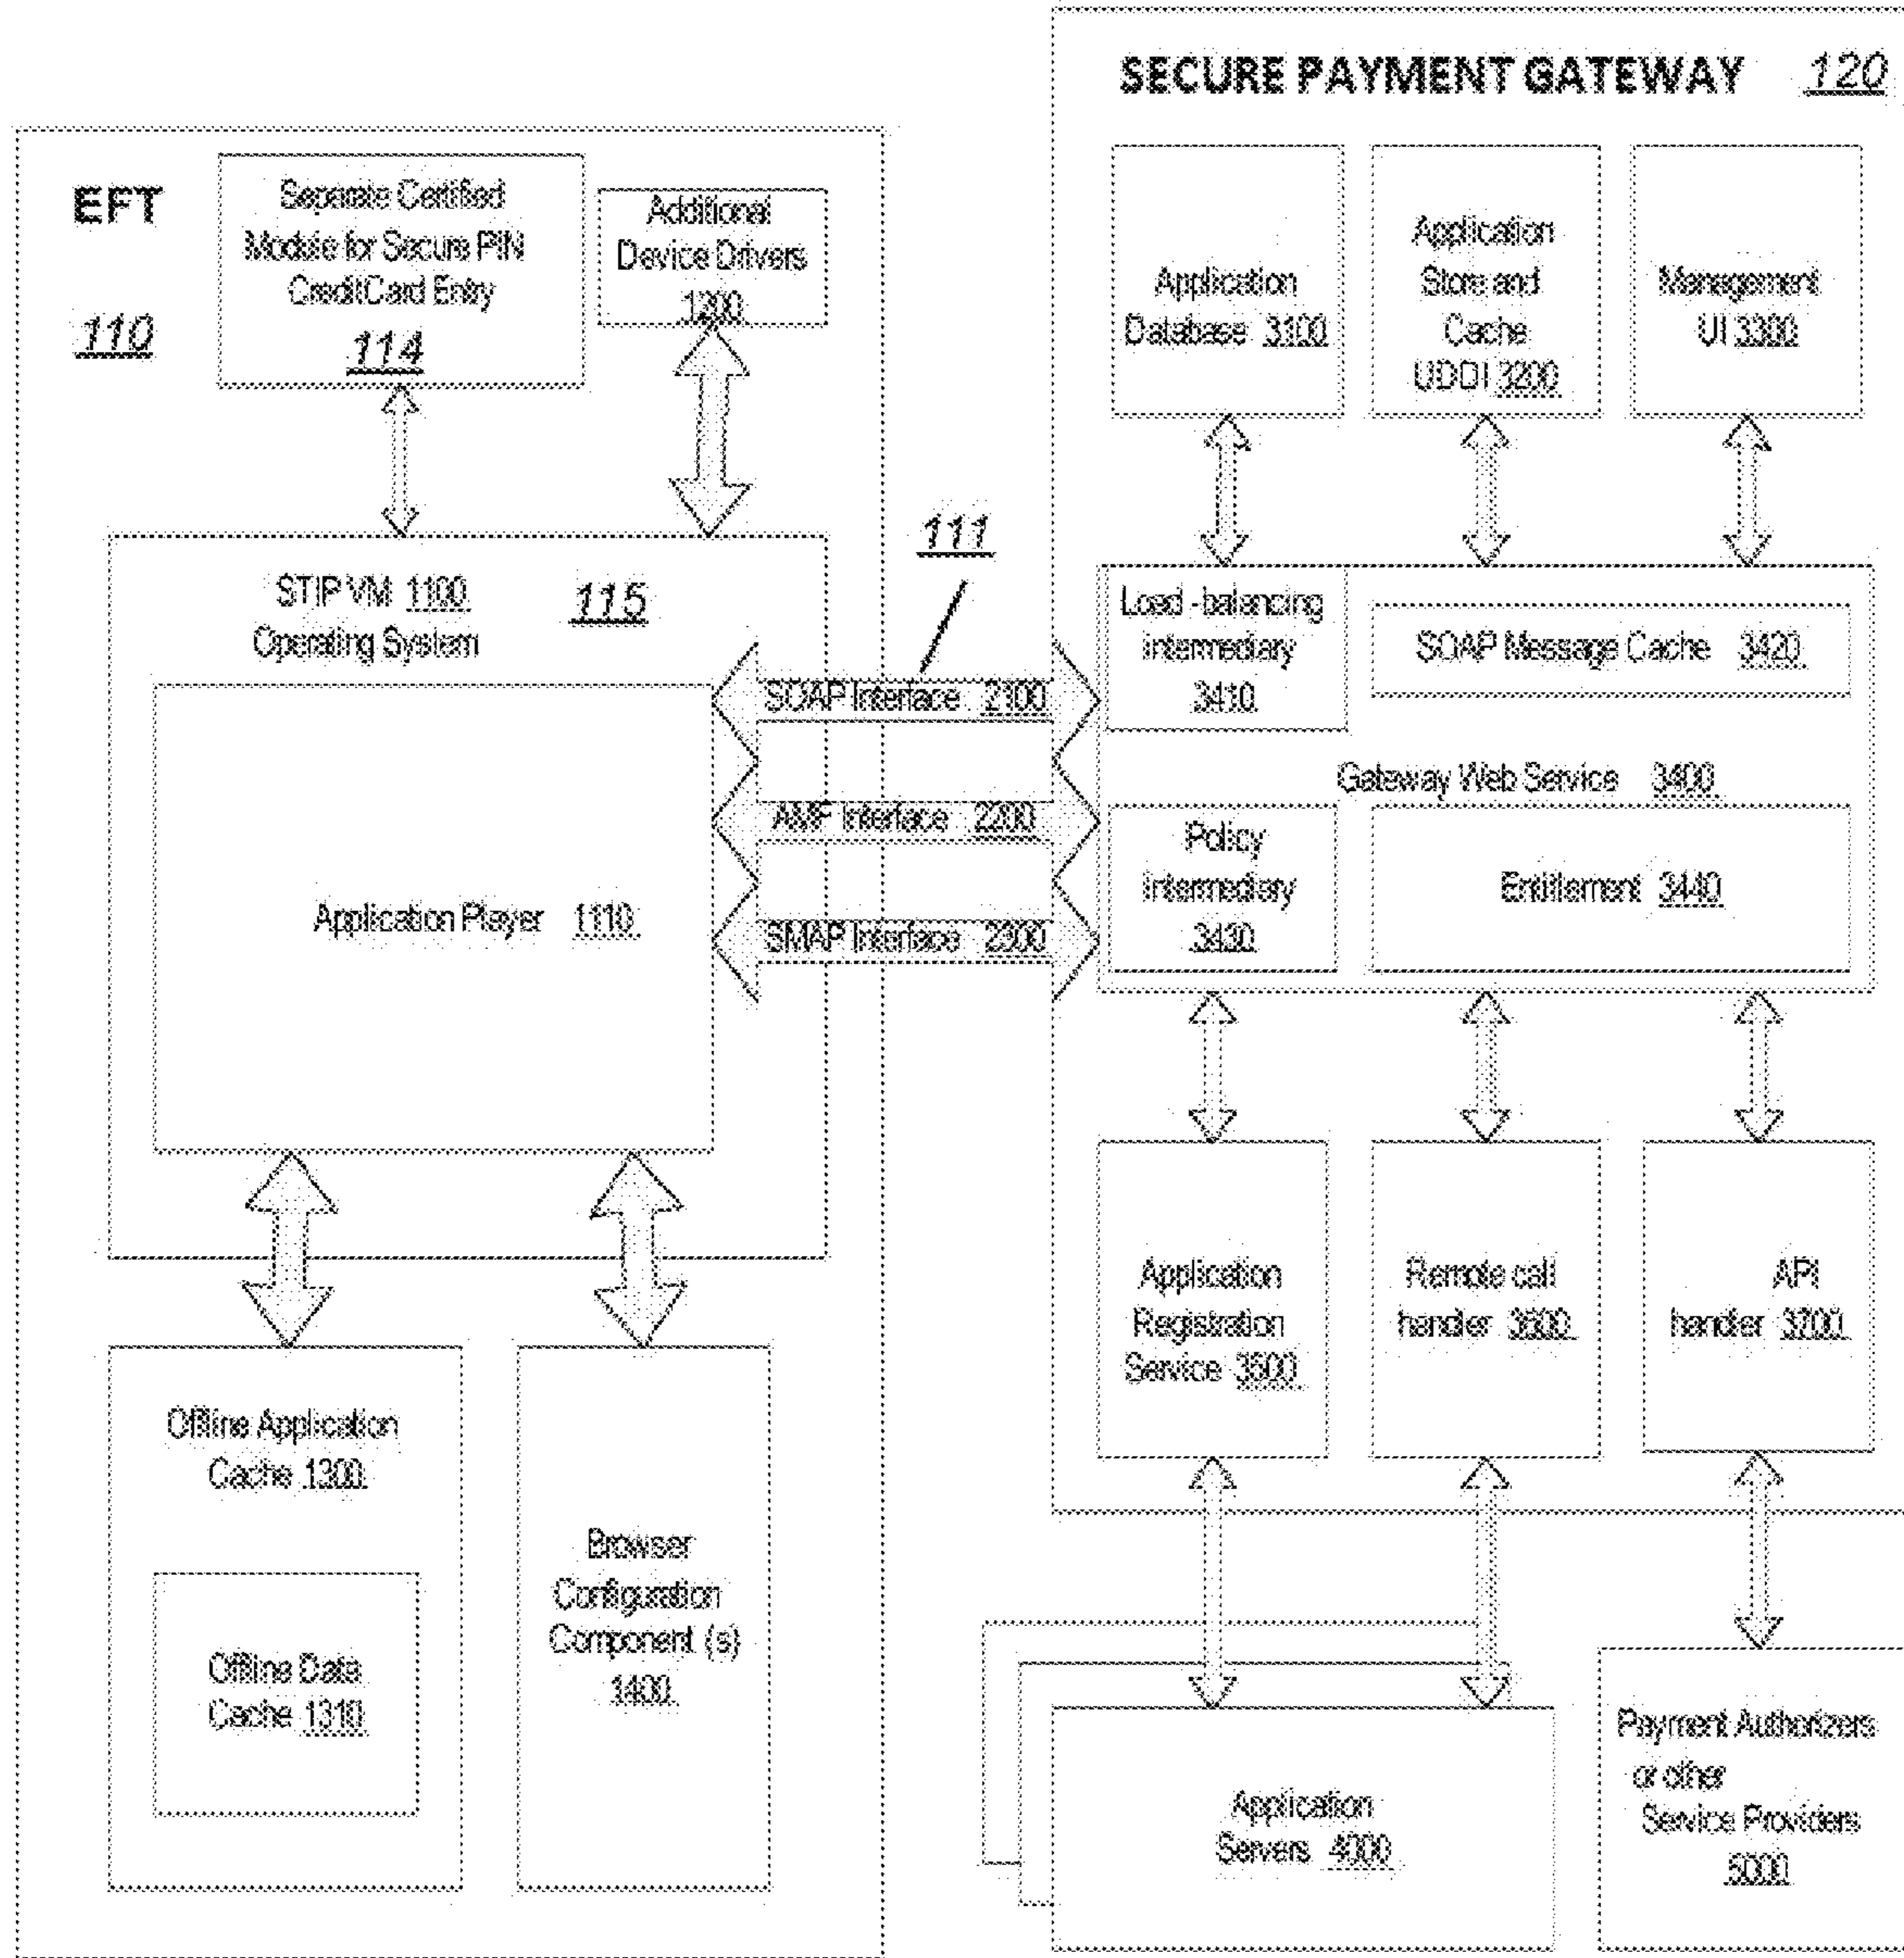 SECURE PAYMENT GATEWAY 120
EFT
110
Separate Certified
Module for Secure PIN
CreditCard Entry
114
Additional
Device Drivers
1200
Application
Database 3100
Application
Store and
Cache
UDDI 3200
Management
UI 3300
111
STIP VM 1100
Operating System
115
Application Player 1110
SOAP Interface 2100
AMF Interface 2200
SMAP Interface 2300
Load-balancing
intermediary
3410
SOAP Message Cache 3420
Gateway Web Service 3400
Policy
Intermediary
3430
Entitlement 3440
Application
Registration
Service 3500
Remote call
handler 3600
API
handler 3700
Offline Application
Cache 1300
Offline Data
Cache 1310
Browser
Configuration
Component (s)
1400
Application
Servers 4000
Payment Authorizers
or other
Service Providers
5000